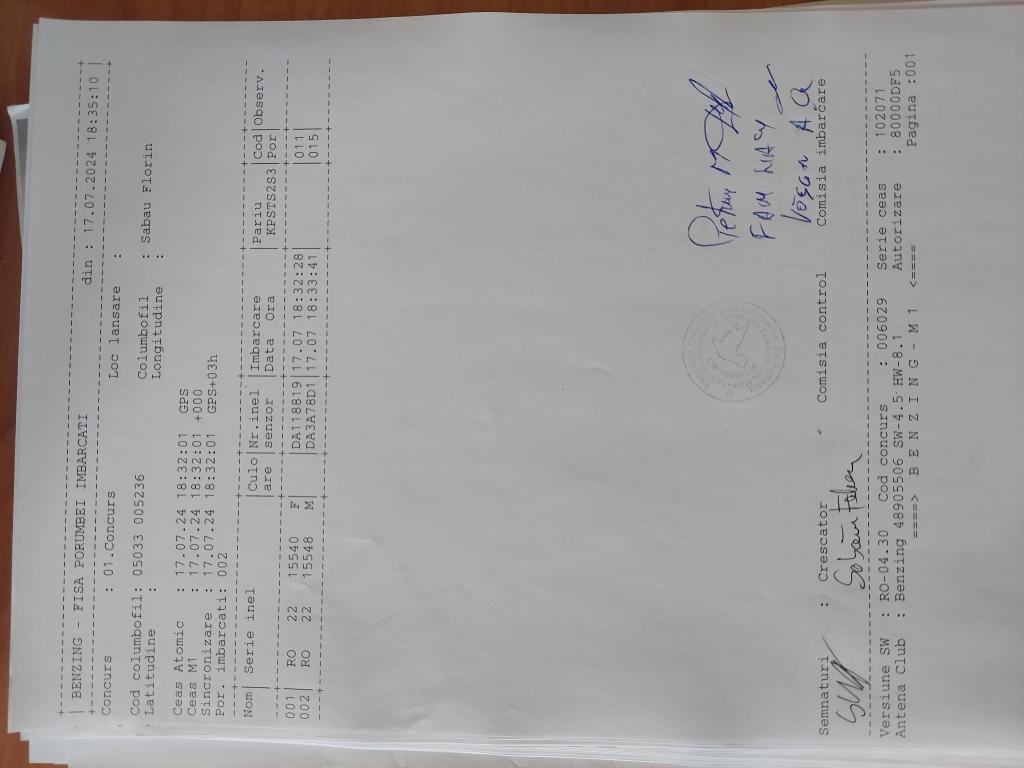 BENZING - FISA PORUMBEI IMBARCATI din : 17.07.2024 18:35:10
Concurs : 01.Concurs Loc lansare :
Cod columbofil: 05033 005236 Columbofil : Sabau Florin
Latitudine : Longitudine :
Ceas Atomic : 17.07.24 18:32:01 GES
Ceas M1 : 17.07.24 18:32:01 +000
Sincronizare : 17.07.24 18:32:01 GES+03h
Por. imbarcati: 002
Nom| Serie inel |Culo|Nr.inel |Imbarcare |Pariu |Cod|Observ.
|are |senzor |Data Ora |KPSTS2S3|Por|
001| RO 22 15540 F | |DA118819|17.07 18:32:28| |011|
002| RO 22 15548 M | |DA3A78D1|17.07 18:33:41| |015|
Petru M
FAM
Semnaturi : Crescator Comisia control Comisia imbarcare
Versiune SW : RO-04.30 Cod concurs : 006029 Serie ceas : 102071
Antena Club : Benzing 48905506 SW-4.5 HW-8.1 Autorizare : 80000DF5
====> B E N Z I N G - M 1 <==== Pagina :001